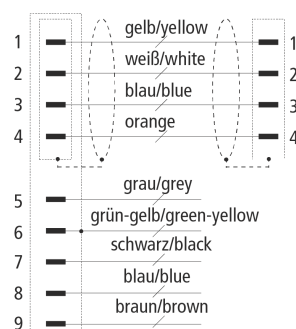 gelb/yellow
1 1
weiß/white
2 2
blau/blue
3 3
orange
4 4
grau/grey
5
grün-gelb/green-yellow
6
schwarz/black
7
blau/blue
8
braun/brown
9